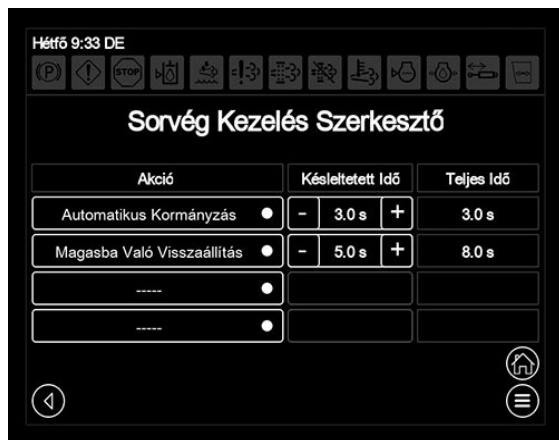 Hétfő 9:33 DE
STOP
Sorvég Kezelés Szerkesztő
Akció Késleltetett Idő Teljes Idő
Automatikus Kormányzás - 3.0 s + 3.0 s
Magasba Való Visszaállítás - 5.0 s + 8.0 s
-----
-----